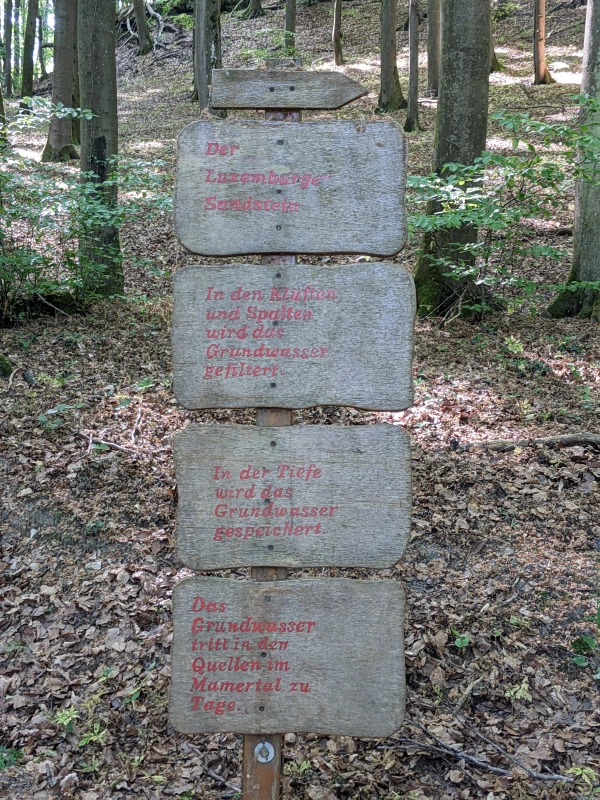 Der
Luxemburger
Sandstein
In den Klüften
und Spalten
wird das
Grundwasser
gefiltert.
In der Tiefe
wird das
Grundwasser
gespeichert.
Das
Grundwasser
tritt in den
Quellen im
Mamertal zu
Tage.